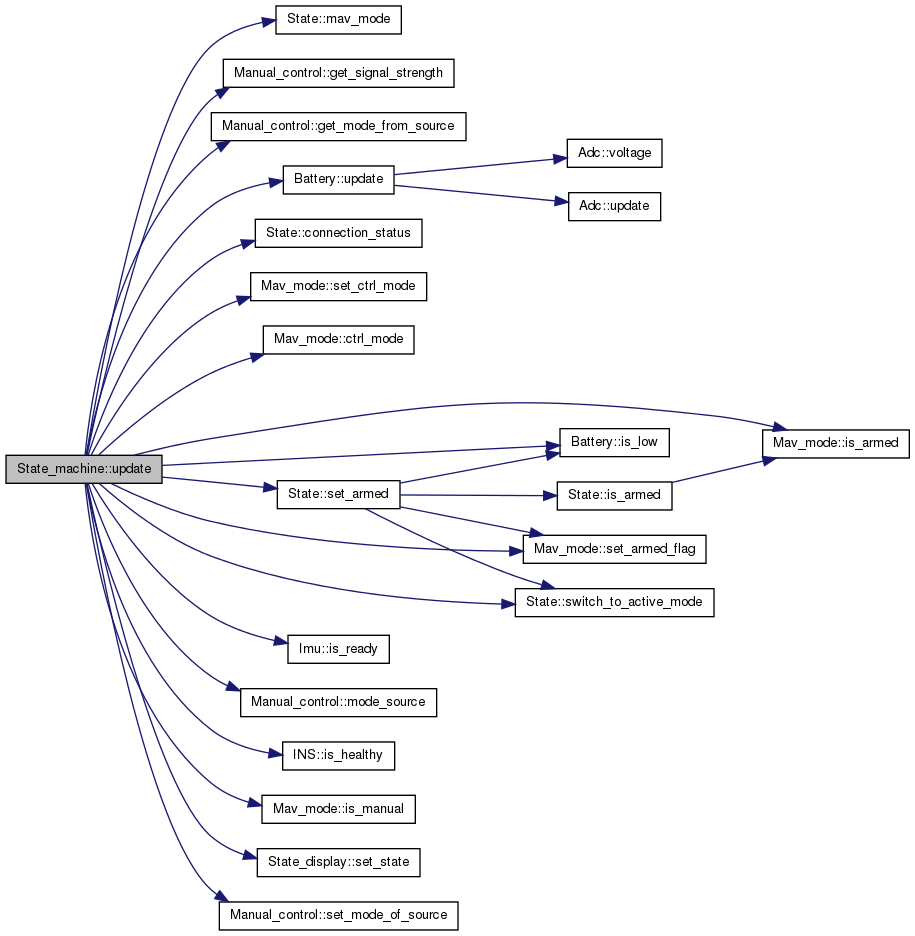 State::mav_mode
Manual_control::get_signal_strength
Manual_control::get_mode_from_source
Adc::voltage
Battery::update
Adc::update
State::connection_status
Mav_mode::set_ctrl_mode
Mav_mode::ctrl_mode
Battery::is_low
Mav_mode::is_armed
State_machine::update
State::set_armed
State::is_armed
Mav_mode::set_armed_flag
State::switch_to_active_mode
Imu::is_ready
Manual_control::mode_source
INS::is_healthy
Mav_mode::is_manual
State_display::set_state
Manual_control::set_mode_of_source